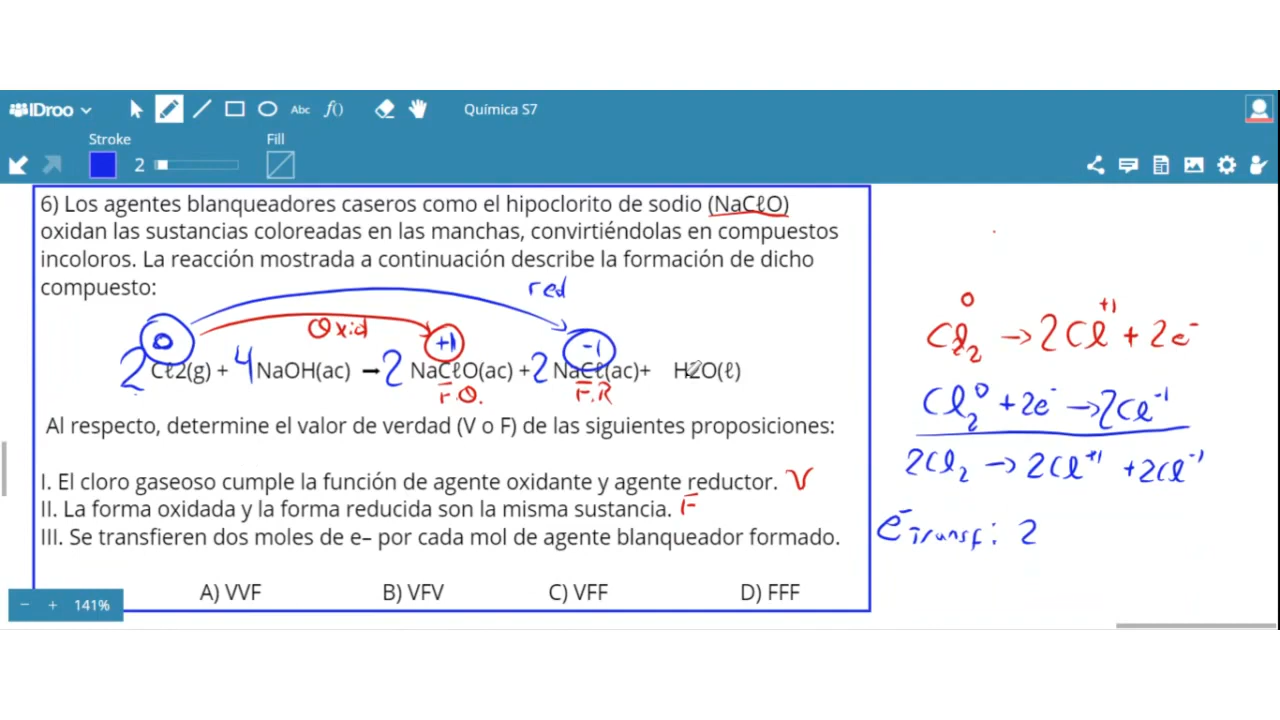 IDroo Abc f() Química S7
Stroke Fill
2
6) Los agentes blanqueadores caseros como el hipoclorito de sodio (NaCℓO)
oxidan las sustancias coloreadas en las manchas, convirtiéndolas en compuestos
incoloros. La reacción mostrada a continuación describe la formación de dicho
compuesto:
red
Oxid
0 +1 -1
2 Cℓ2(g) + 4 NaOH(ac) → 2 NaCℓO(ac) + 2 NaCℓ(ac)+ H2O(ℓ)
F.O. F.R
Al respecto, determine el valor de verdad (V o F) de las siguientes proposiciones:
I. El cloro gaseoso cumple la función de agente oxidante y agente reductor. V
II. La forma oxidada y la forma reducida son la misma sustancia. F
III. Se transfieren dos moles de e– por cada mol de agente blanqueador formado.
A) VVF B) VFV C) VFF D) FFF
− + 141%
Cl₂⁰ → 2Cl⁺¹ + 2e⁻
Cl₂⁰ + 2e⁻ → 2Cl⁻¹
2Cl₂ → 2Cl⁺¹ + 2Cl⁻¹
e⁻ Transf: 2